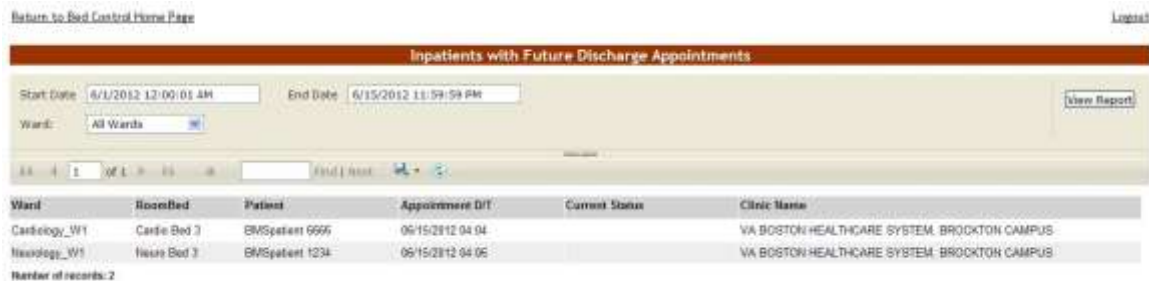 Return to Bed Control Home Page Logout
Inpatients with Future Discharge Appointments
Start Date 6/1/2012 12:00:01 AM End Date 6/15/2012 11:59:59 PM View Report
Ward: All Wards
1 of 1 Find | Next
Ward RoomBed Patient Appointment D/T Current Status Clinic Name
Cardiology_W1 Cardio Bed 3 BMSpatient 6666 06/15/2012 04:04 VA BOSTON HEALTHCARE SYSTEM, BROCKTON CAMPUS
Neurology_W1 Neuro Bed 3 BMSpatient 1234 06/15/2012 04:06 VA BOSTON HEALTHCARE SYSTEM, BROCKTON CAMPUS
Number of records: 2